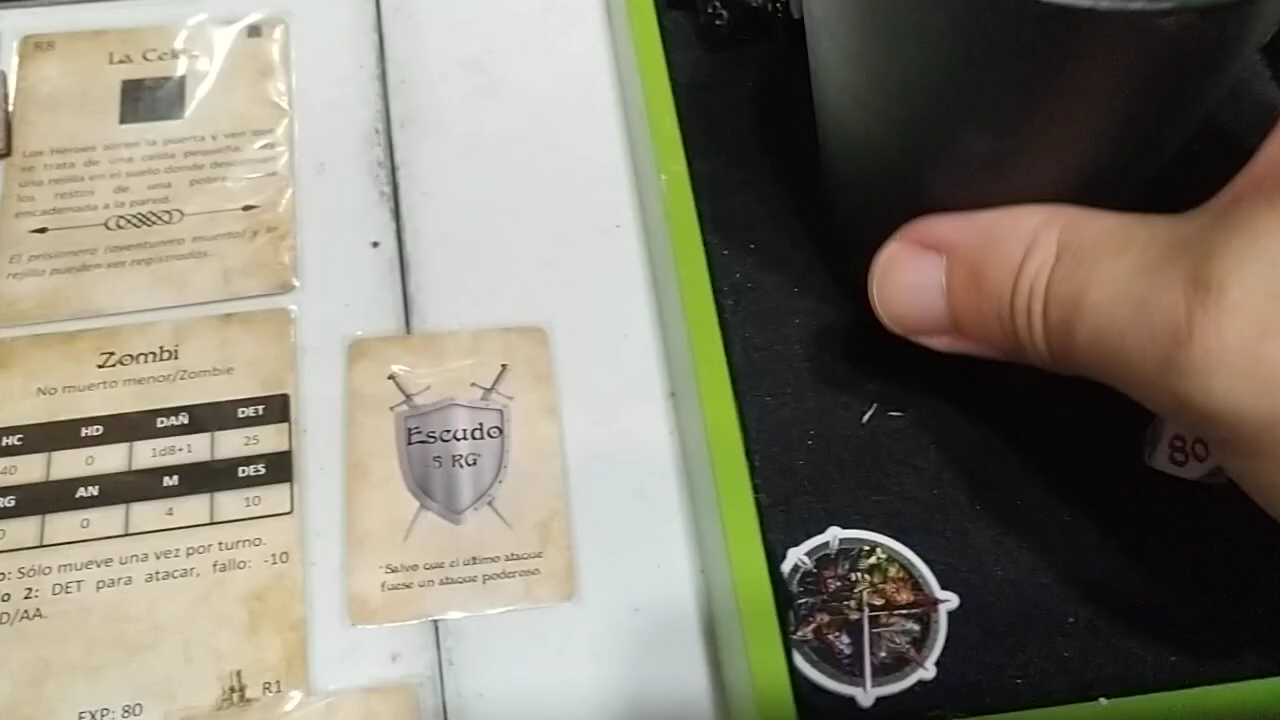 R8
La Celda
Los Héroes abren la puerta y ven que
se trata de una celda pequeña
una rejilla en el suelo donde descansan
los restos de una pobre
encadenada a la pared.
El prisionero (aventurero muerto) y la
rejilla pueden ser registrados.
Zombi
No muerto menor/Zombie
HC HD DAÑ DET
40 0 1d8+1 25
RG AN M DES
0 0 4 10
o: Sólo mueve una vez por turno.
o 2: DET para atacar, fallo: -10
D/AA.
EXP: 80
R1
Escudo
-5 RG*
*Salvo que el último ataque
fuese un ataque poderoso.
80